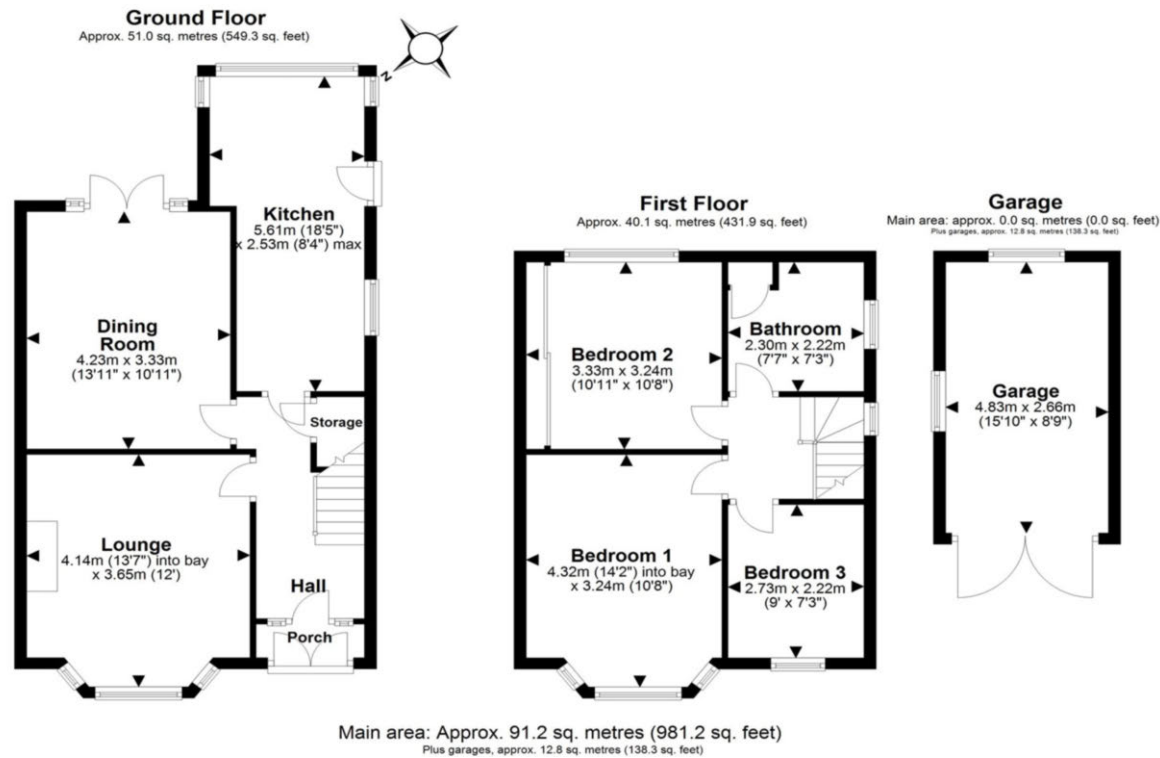 Ground Floor
Approx. 51.0 sq. metres (549.3 sq. feet)
N
Kitchen
5.61m (18'5")
x 2.53m (8'4") max
Dining
Room
4.23m x 3.33m
(13'11" x 10'11")
Storage
Lounge
4.14m (13'7") into bay
x 3.65m (12')
Hall
Porch
First Floor
Approx. 40.1 sq. metres (431.9 sq. feet)
Bedroom 2
3.33m x 3.24m
(10'11" x 10'8")
Bathroom
2.30m x 2.22m
(7'7" x 7'3")
Bedroom 1
4.32m (14'2") into bay
x 3.24m (10'8")
Bedroom 3
2.73m x 2.22m
(9' x 7'3")
Garage
Main area: approx. 0.0 sq. metres (0.0 sq. feet)
Plus garages, approx. 12.8 sq. metres (138.3 sq. feet)
Garage
4.83m x 2.66m
(15'10" x 8'9")
Main area: Approx. 91.2 sq. metres (981.2 sq. feet)
Plus garages, approx. 12.8 sq. metres (138.3 sq. feet)